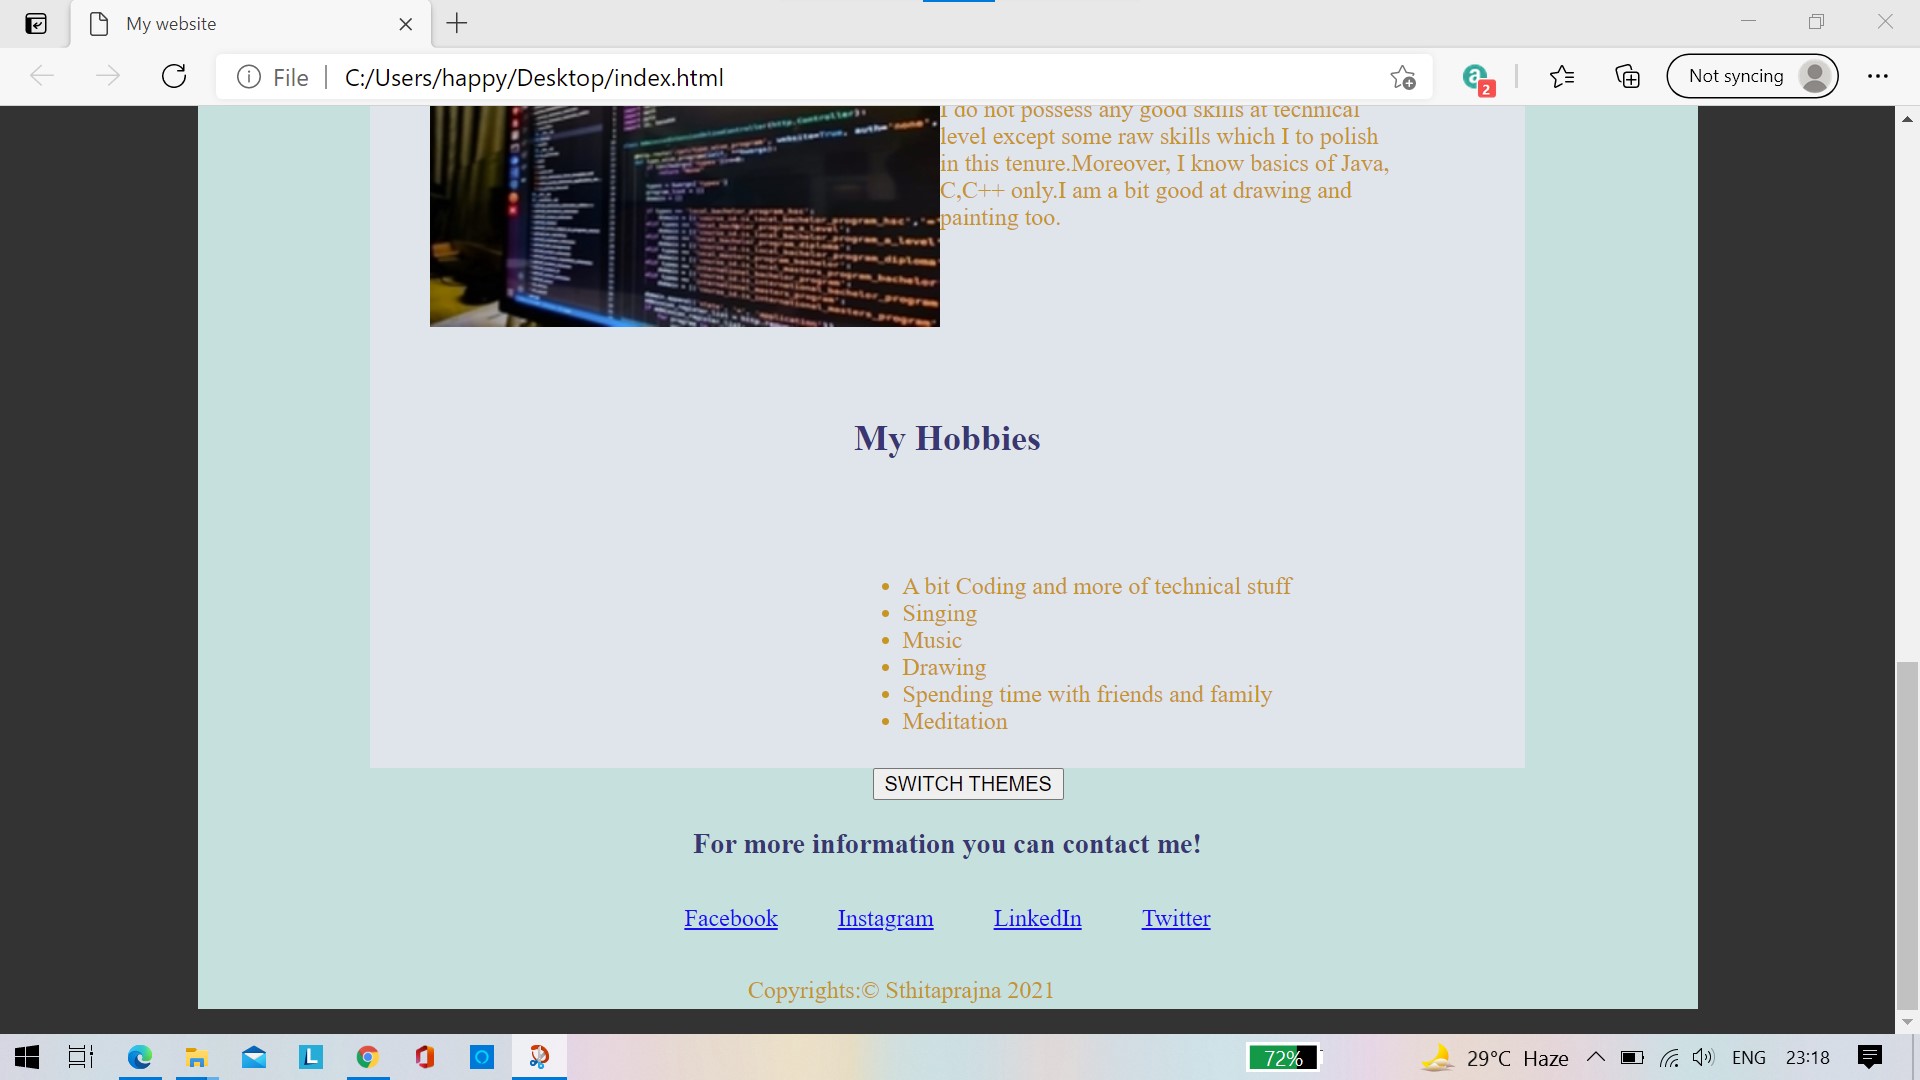 My website
File
C:/Users/happy/Desktop/index.html
2
Not syncing
I do not possess any good skills at technical
level except some raw skills which I to polish
in this tenure.Moreover, I know basics of Java,
C,C++ only.I am a bit good at drawing and
painting too.
My Hobbies
A bit Coding and more of technical stuff
Singing
Music
Drawing
Spending time with friends and family
Meditation
SWITCH THEMES
For more information you can contact me!
Facebook Instagram LinkedIn Twitter
Copyrights:© Sthitaprajna 2021
72%
29°C Haze
ENG
23:18